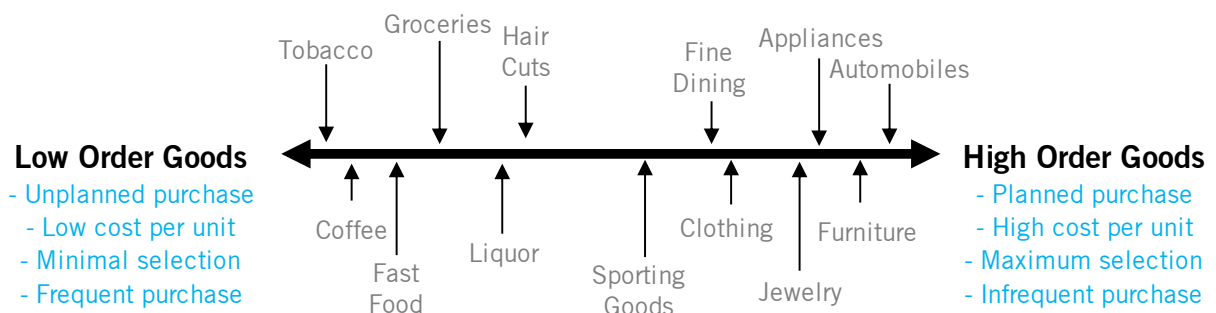 Groceries
Tobacco
Hair
Cuts
Fine
Dining
Appliances
Automobiles
Low Order Goods
- Unplanned purchase
- Low cost per unit
- Minimal selection
- Frequent purchase
High Order Goods
- Planned purchase
- High cost per unit
- Maximum selection
- Infrequent purchase
Coffee
Fast
Food
Liquor
Sporting
Goods
Clothing
Jewelry
Furniture